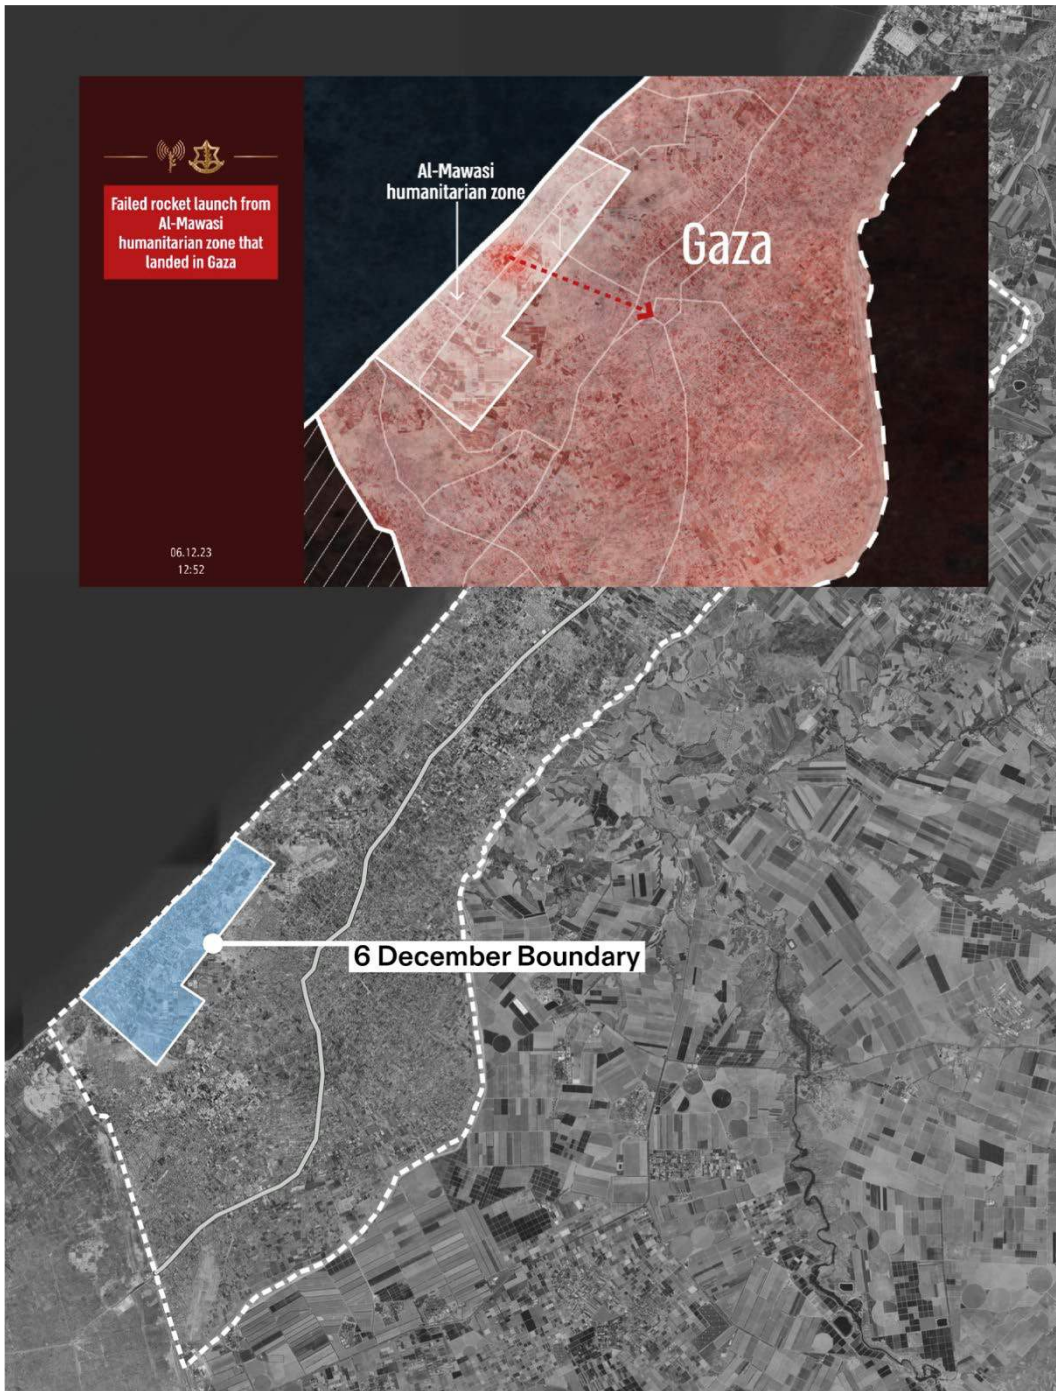 Failed rocket launch from
Al-Mawasi
humanitarian zone that
landed in Gaza
06.12.23
12:52
Al-Mawasi
humanitarian zone
Gaza
6 December Boundary